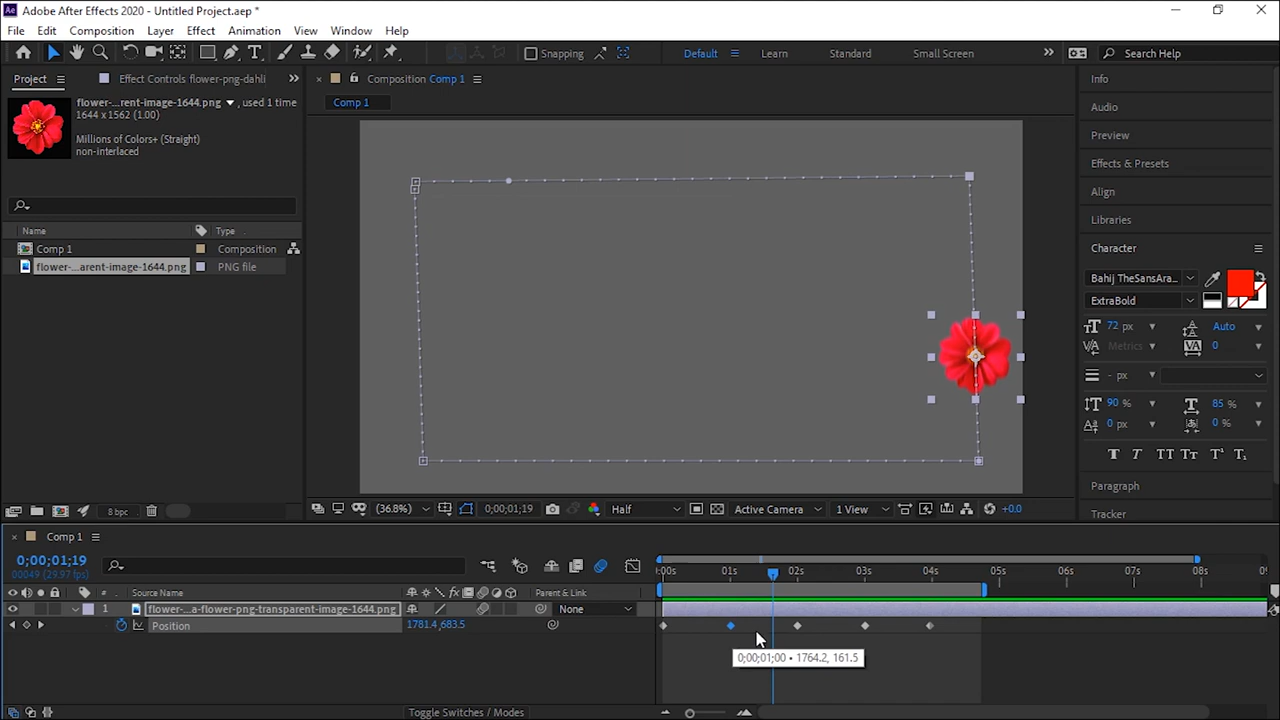 Adobe After Effects 2020 - Untitled Project.aep *
File Edit Composition Layer Effect Animation View Window Help
Snapping Default Learn Standard Small Screen Search Help
Project Effect Controls flower-png-dahli
Composition Comp 1
Comp 1
flower-...rent-image-1644.png , used 1 time
1644 x 1562 (1.00)
Millions of Colors+ (Straight)
non-interlaced
Name Type
Comp 1 Composition
flower-...arent-image-1644.png PNG file
8 bpc
(36.8%) 0;00;01;19 Half Active Camera 1 View +0.0
Info
Audio
Preview
Effects & Presets
Align
Libraries
Character
Bahij TheSansAra...
ExtraBold
72 px Auto
Metrics 0
- px
90 % 85 %
0 px 0 %
T T TT Tт T¹ T₁
Paragraph
Tracker
Comp 1
0;00;01;19
00049 (29.97 fps)
# Source Name Parent & Link
1 flower-...a-flower-png-transparent-image-1644.png None
Position 1781.4,683.5
:00s 01s 02s 03s 04s 05s 06s 07s 08s 09
0;00;01;00 • 1764.2, 161.5
Toggle Switches / Modes